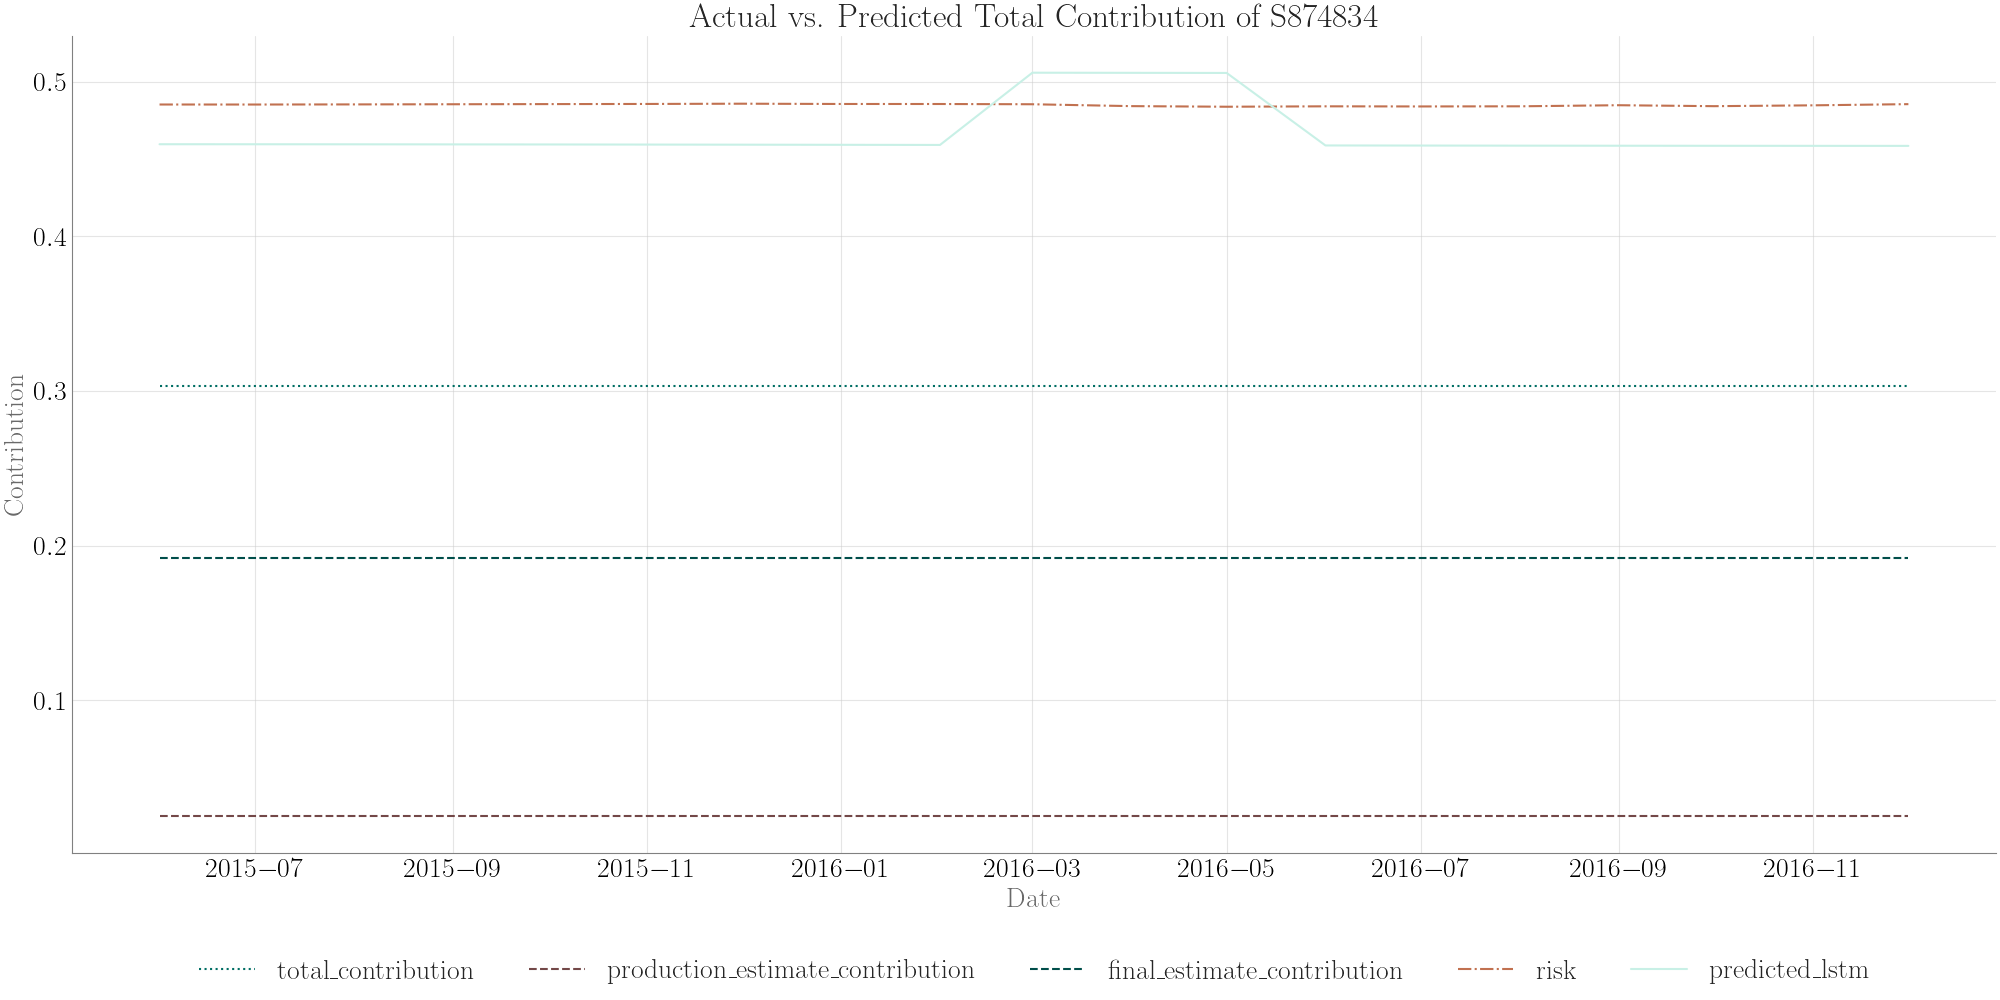 Actual vs. Predicted Total Contribution of S874834
0.5
0.4
0.3
0.2
0.1
Contribution
2015–07 2015–09 2015–11 2016–01 2016–03 2016–05 2016–07 2016–09 2016–11
Date
total_contribution production_estimate_contribution final_estimate_contribution risk predicted_lstm